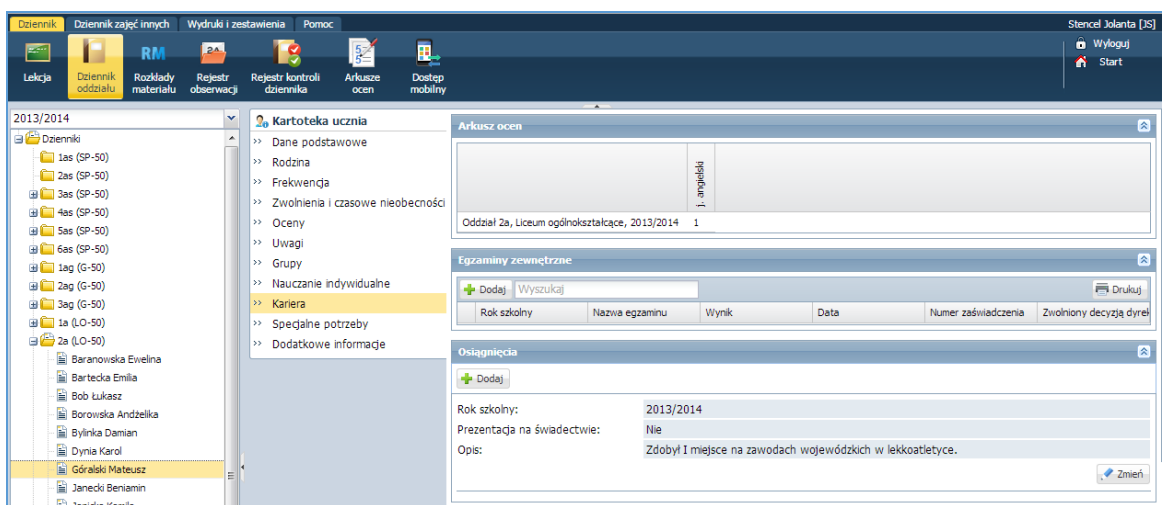 Dziennik Dziennik zajęć innych Wydruki i zestawienia Pomoc Stencel Jolanta [JS]
Wyloguj
Start
RM
Lekcja Dziennik oddziału Rozkłady materiału Rejestr obserwacji Rejestr kontroli dziennika Arkusze ocen Dostęp mobilny
2013/2014
Dzienniki
1as (SP-50)
2as (SP-50)
3as (SP-50)
4as (SP-50)
5as (SP-50)
6as (SP-50)
1ag (G-50)
2ag (G-50)
3ag (G-50)
1a (LO-50)
2a (LO-50)
Baranowska Ewelina
Bartecka Emilia
Bob Łukasz
Borowska Andżelika
Bylinka Damian
Dynia Karol
Góralski Mateusz
Janecki Beniamin
Kartoteka ucznia
Dane podstawowe
Rodzina
Frekwencja
Zwolnienia i czasowe nieobecności
Oceny
Uwagi
Grupy
Nauczanie indywidualne
Kariera
Specjalne potrzeby
Dodatkowe informacje
Arkusz ocen
j. angielski
Oddział 2a, Liceum ogólnokształcące, 2013/2014 1
Egzaminy zewnętrzne
Dodaj Wyszukaj Drukuj
Rok szkolny Nazwa egzaminu Wynik Data Numer zaświadczenia Zwolniony decyzją dyrek
Osiągnięcia
Dodaj
Rok szkolny: 2013/2014
Prezentacja na świadectwie: Nie
Opis: Zdobył I miejsce na zawodach wojewódzkich w lekkoatletyce.
Zmień